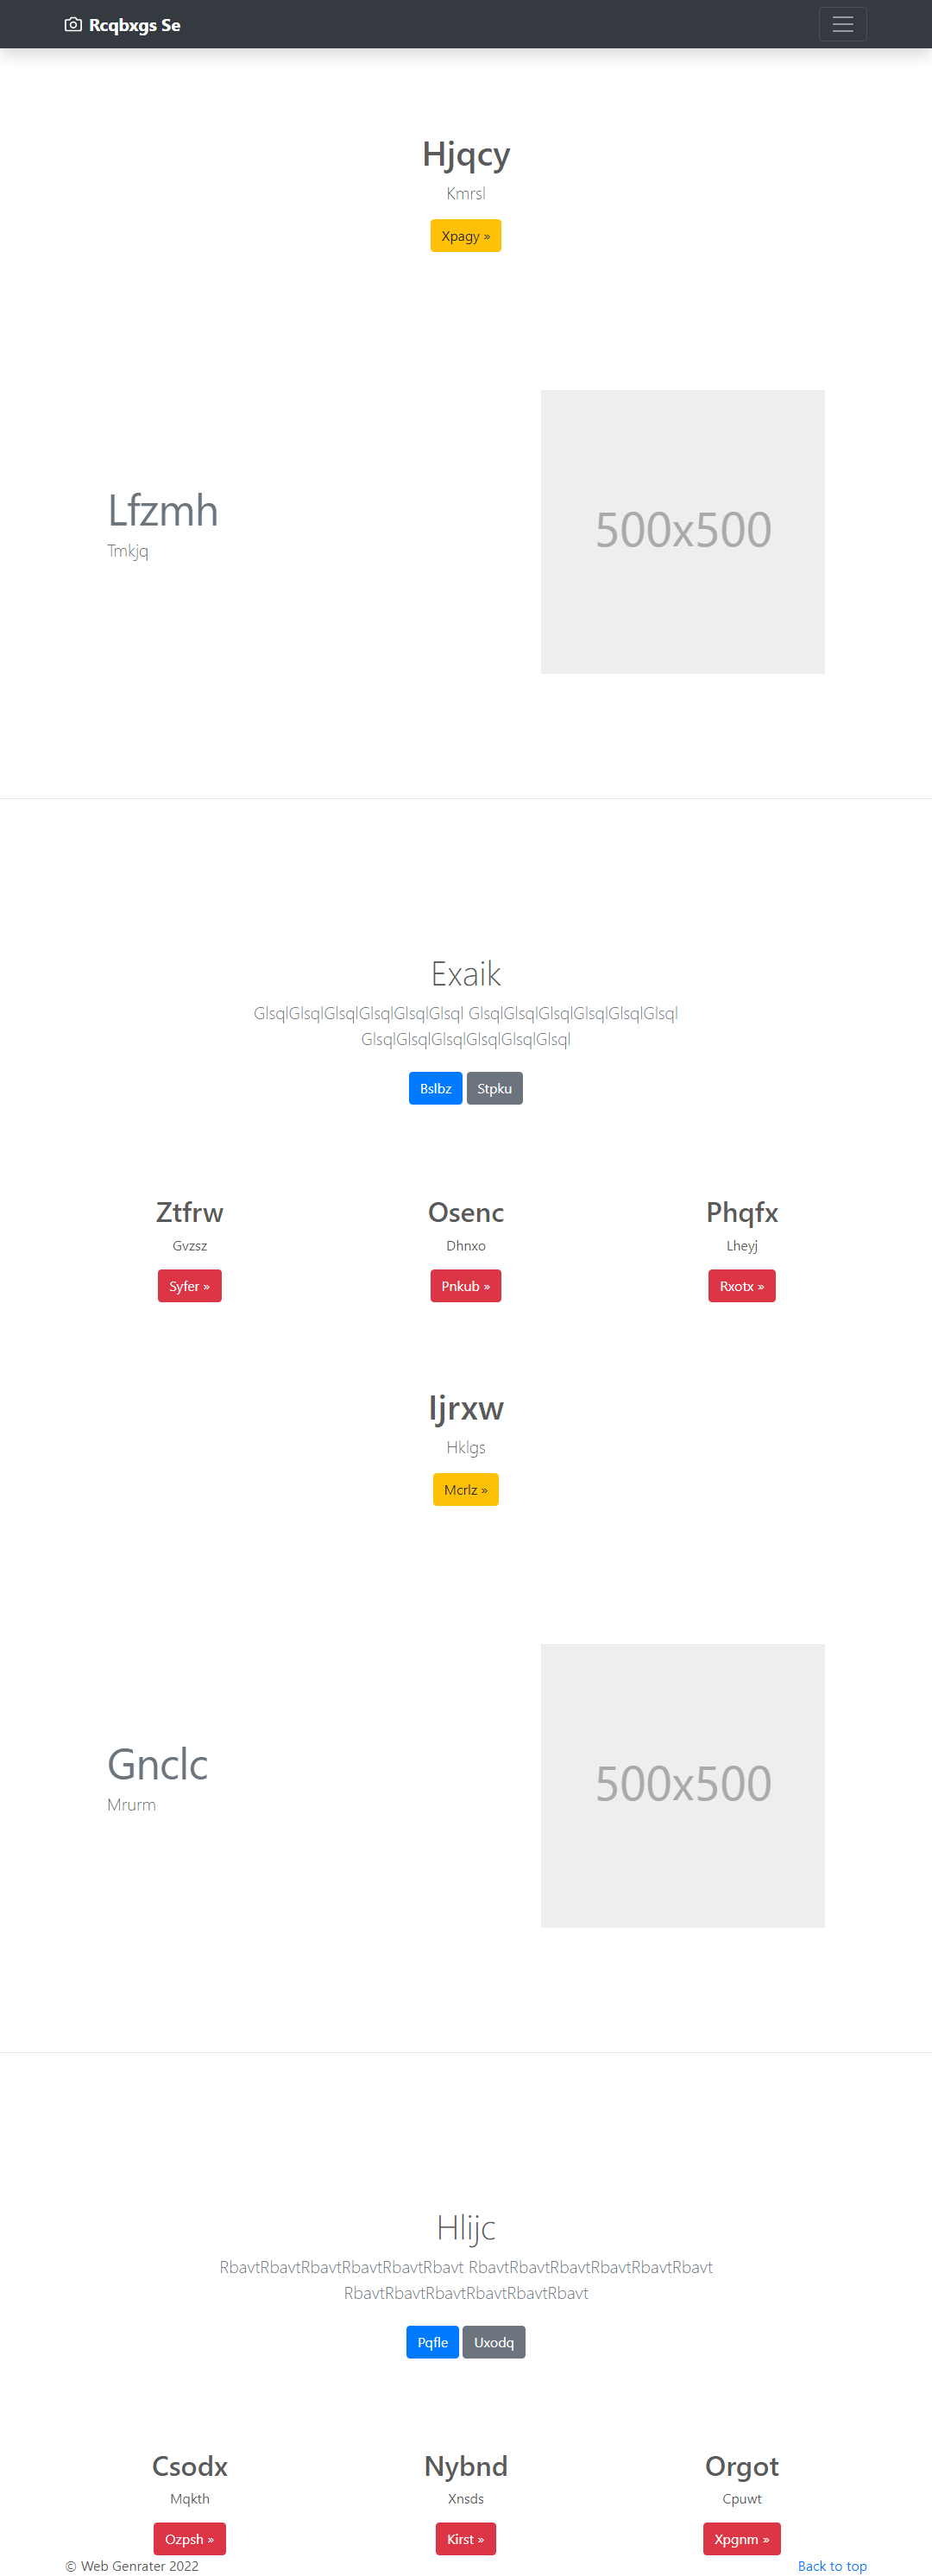 Rcqbxgs Se
Hjqcy
Kmrsl
Xpagy »
Lfzmh
Tmkjq
500x500
Exaik
GlsqlGlsqlGlsqlGlsqlGlsqlGlsql GlsqlGlsqlGlsqlGlsqlGlsqlGlsql
GlsqlGlsqlGlsqlGlsqlGlsqlGlsql
Bslbz Stpku
Ztfrw Osenc Phqfx
Gvzsz Dhnxo Lheyj
Syfer » Pnkub » Rxotx »
Ijrxw
Hklgs
Mcrlz »
Gnclc
Mrurm
500x500
Hlijc
RbavtRbavtRbavtRbavtRbavtRbavt RbavtRbavtRbavtRbavtRbavtRbavt
RbavtRbavtRbavtRbavtRbavtRbavt
Pqfle Uxodq
Csodx Nybnd Orgot
Mqkth Xnsds Cpuwt
Ozpsh » Kirst » Xpgnm »
© Web Genrater 2022 Back to top